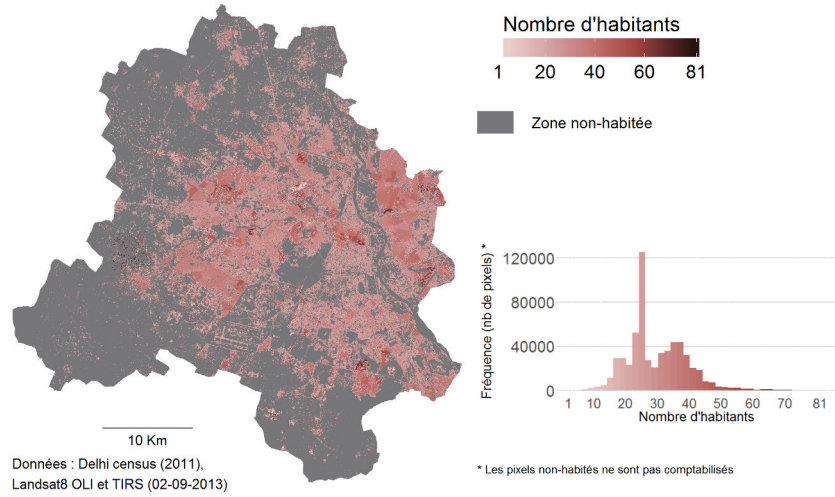 Nombre d'habitants
1 20 40 60 81
Zone non-habitée
Fréquence (nb de pixels) *
120000
80000
40000
0
1 10 20 30 40 50 60 70 81
Nombre d'habitants
10 Km
Données : Delhi census (2011),
Landsat8 OLI et TIRS (02-09-2013)
* Les pixels non-habités ne sont pas comptabilisés